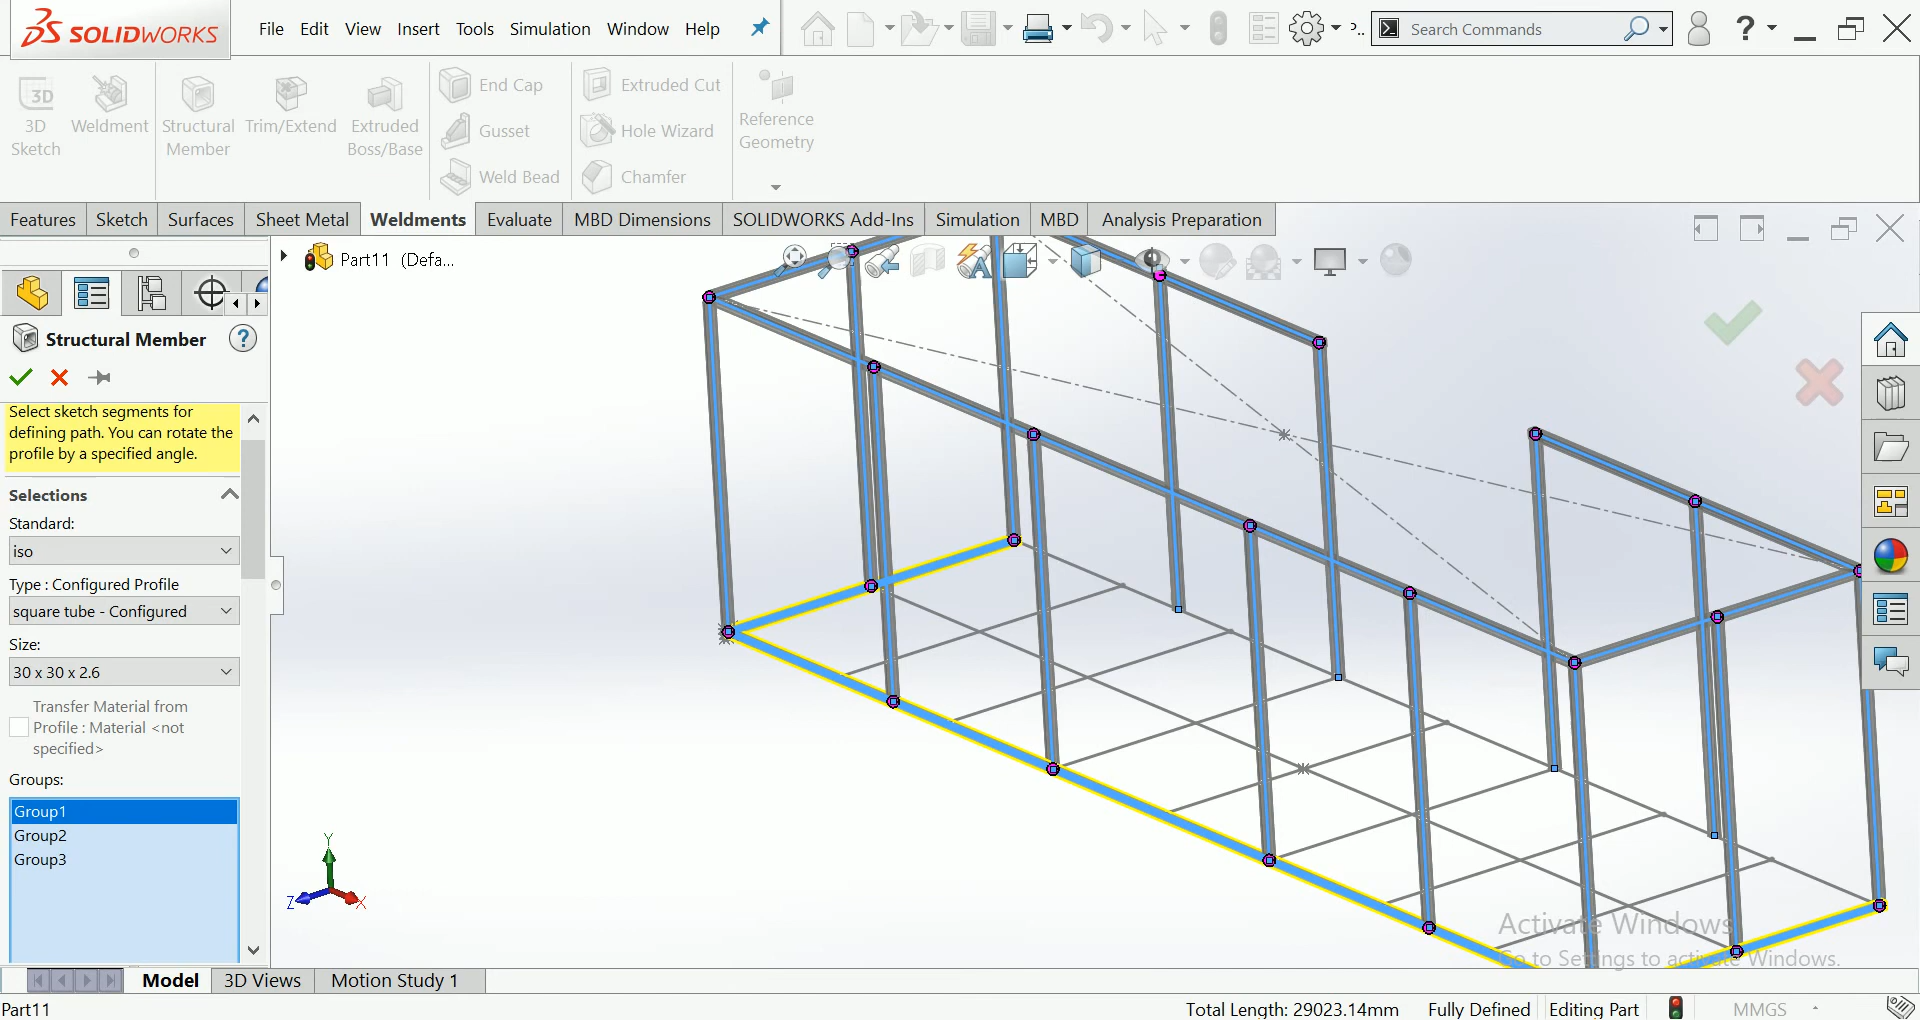 SOLIDWORKS
File Edit View Insert Tools Simulation Window Help
Search Commands
?
3D
Sketch
Weldment
Structural
Member
Trim/Extend
Extruded
Boss/Base
End Cap
Gusset
Weld Bead
Extruded Cut
Hole Wizard
Chamfer
Reference
Geometry
Features Sketch Surfaces Sheet Metal Weldments Evaluate MBD Dimensions SOLIDWORKS Add-Ins Simulation MBD Analysis Preparation
Part11 (Defa...
Structural Member
?
Select sketch segments for
defining path. You can rotate the
profile by a specified angle.
Selections
Standard:
iso
Type : Configured Profile
square tube - Configured
Size:
30 x 30 x 2.6
Transfer Material from
Profile : Material <not
specified>
Groups:
Group1
Group2
Group3
Y
Z X
Activate Windows
Go to Settings to activate Windows.
Model 3D Views Motion Study 1
Part11 Total Length: 29023.14mm Fully Defined Editing Part MMGS